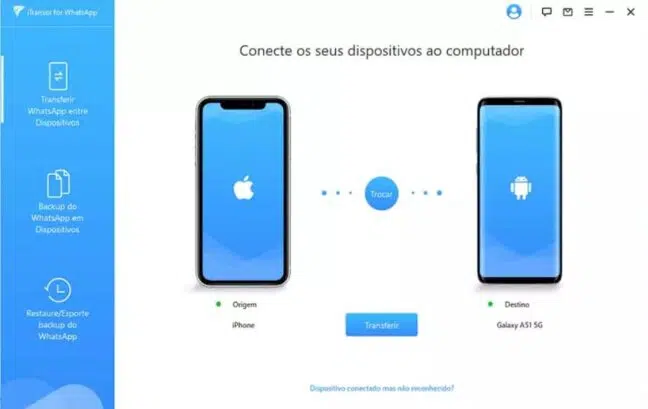 iTransor for WhatsApp
Conecte os seus dispositivos ao computador
Transferir
WhatsApp entre
Dispositivos
Backup do
WhatsApp em
Dispositivos
Restaure/Exporte
backup do
WhatsApp
Trocar
Origem
iPhone
Destino
Galaxy A51 5G
Transferir
Dispositivo conectado mas não reconhecido?